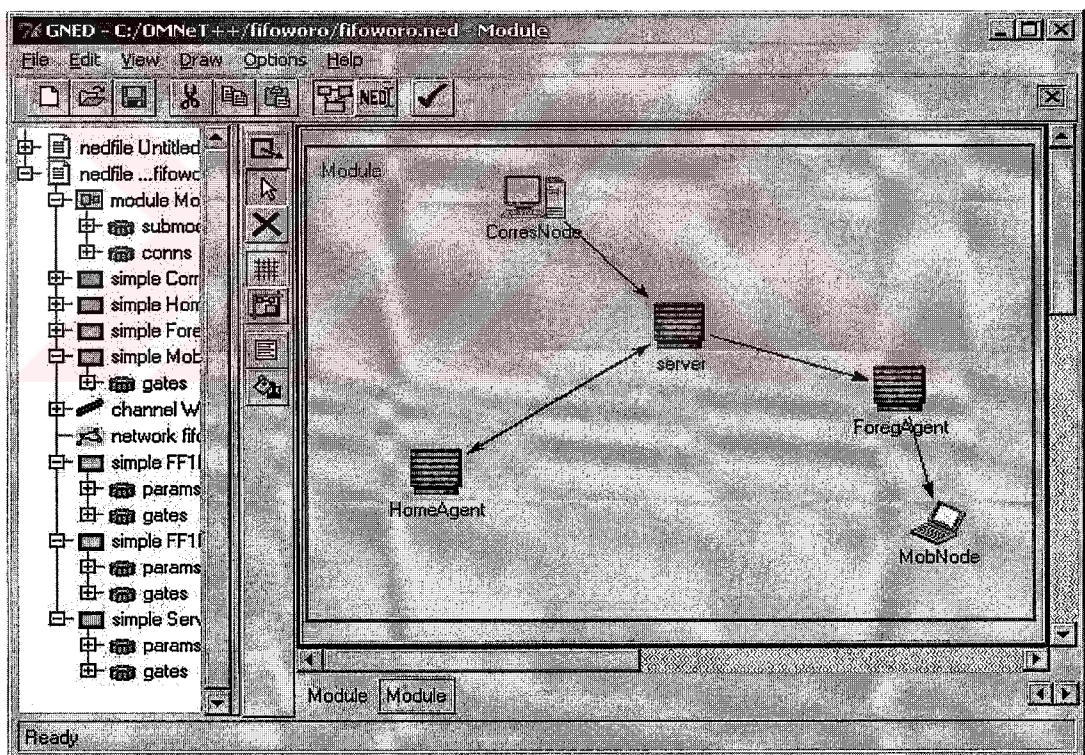 GNED - C:/OMNeT++/fifoworo/fifoworo.ned - Module
File Edit View Draw Options Help
NED
nedfile Untitled
nedfile ...fifowo
module Mo
submod
conns
simple Corr
simple Hom
simple Fore
simple Mob
gates
channel W
network fifo
simple FF1I
params
gates
simple FF1I
params
gates
simple Serv
params
gates
Module
CorresNode
server
ForegAgent
HomeAgent
MobNode
Module Module
Ready